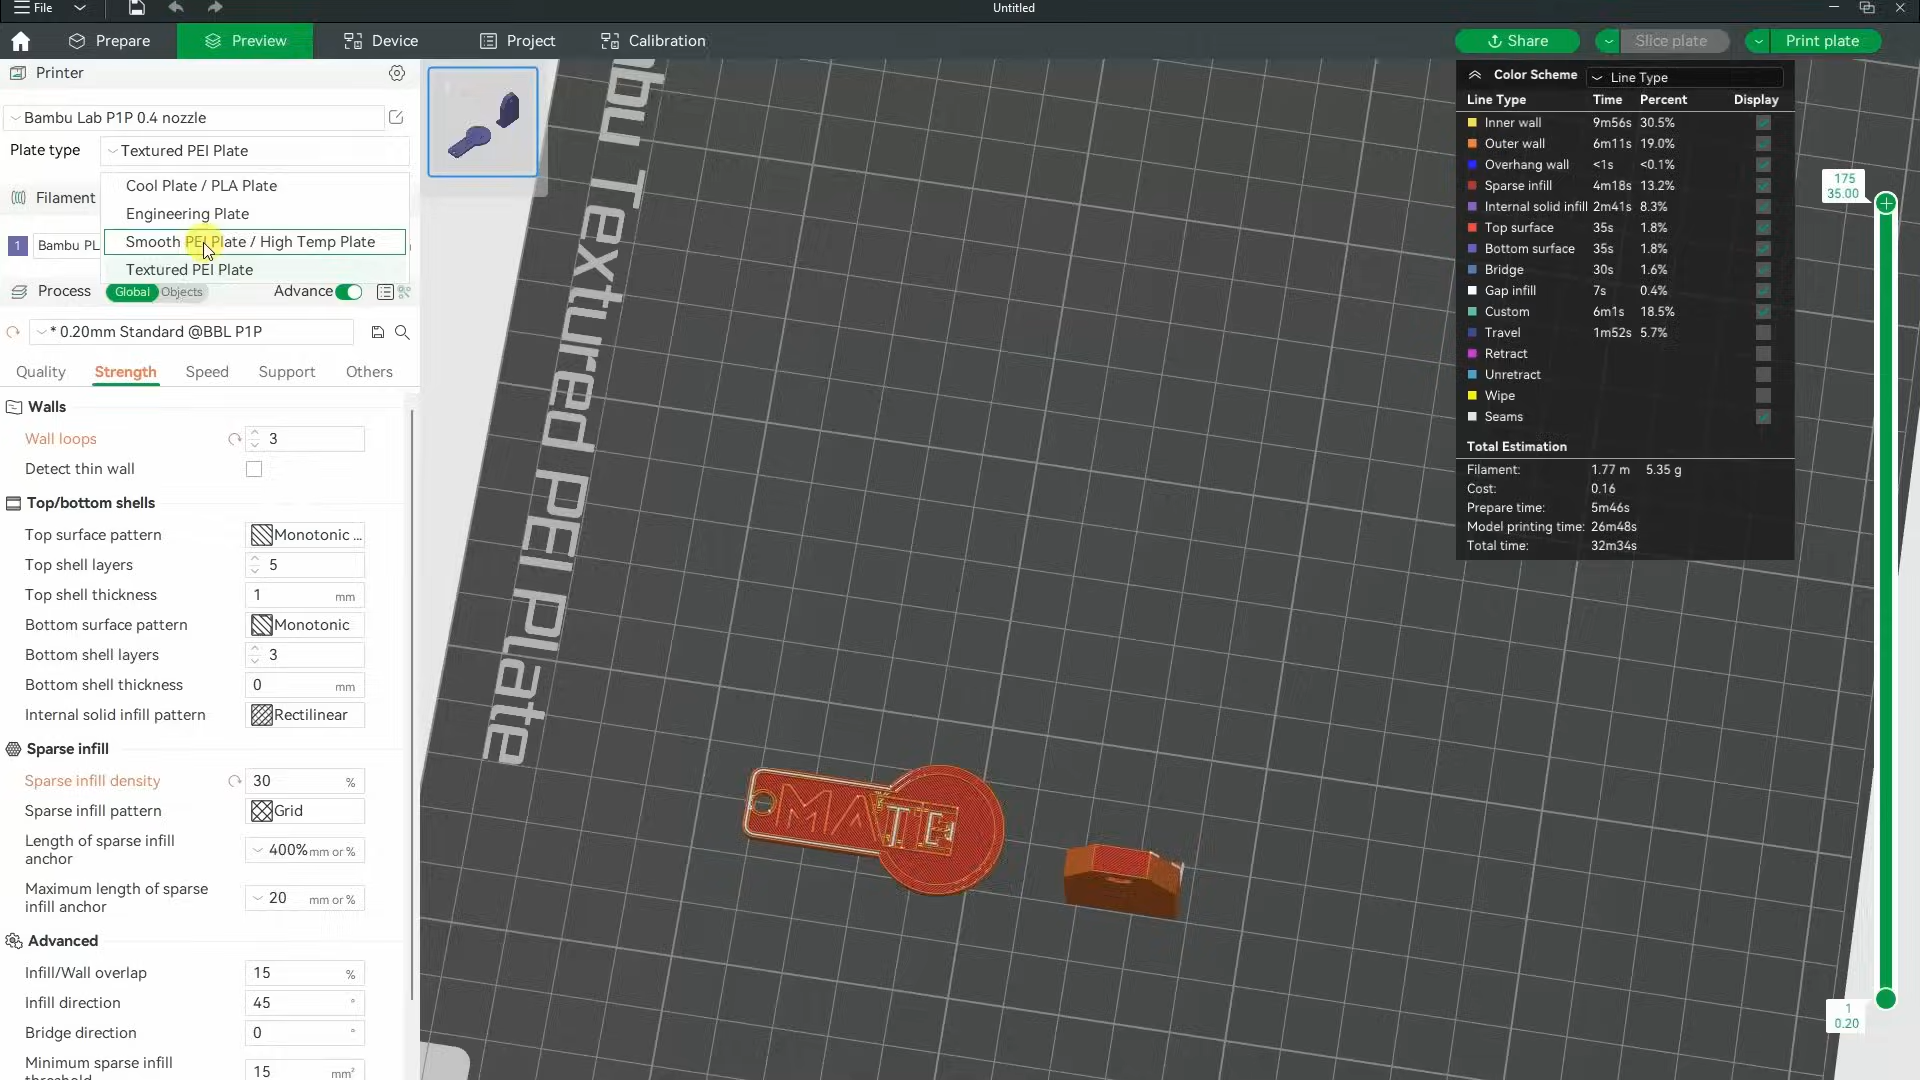 File
Untitled
Prepare
Preview
Device
Project
Calibration
Share
Slice plate
Print plate
Printer
Bambu Lab P1P 0.4 nozzle
Plate type
Textured PEI Plate
Cool Plate / PLA Plate
Engineering Plate
Smooth PEI Plate / High Temp Plate
Textured PEI Plate
Filament
1 Bambu PL
Process
Global Objects
Advance
* 0.20mm Standard @BBL P1P
Quality Strength Speed Support Others
Walls
Wall loops 3
Detect thin wall
Top/bottom shells
Top surface pattern Monotonic ...
Top shell layers 5
Top shell thickness 1 mm
Bottom surface pattern Monotonic
Bottom shell layers 3
Bottom shell thickness 0 mm
Internal solid infill pattern Rectilinear
Sparse infill
Sparse infill density 30 %
Sparse infill pattern Grid
Length of sparse infill
anchor 400% mm or %
Maximum length of sparse
infill anchor 20 mm or %
Advanced
Infill/Wall overlap 15 %
Infill direction 45 °
Bridge direction 0 °
Minimum sparse infill
threshold 15 mm²
mbu Textured PEI Plate
MATE
Color Scheme Line Type
Line Type Time Percent Display
Inner wall 9m56s 30.5%
Outer wall 6m11s 19.0%
Overhang wall <1s <0.1%
Sparse infill 4m18s 13.2%
Internal solid infill 2m41s 8.3%
Top surface 35s 1.8%
Bottom surface 35s 1.8%
Bridge 30s 1.6%
Gap infill 7s 0.4%
Custom 6m1s 18.5%
Travel 1m52s 5.7%
Retract
Unretract
Wipe
Seams
Total Estimation
Filament: 1.77 m 5.35 g
Cost: 0.16
Prepare time: 5m46s
Model printing time: 26m48s
Total time: 32m34s
175
35.00
1
0.20